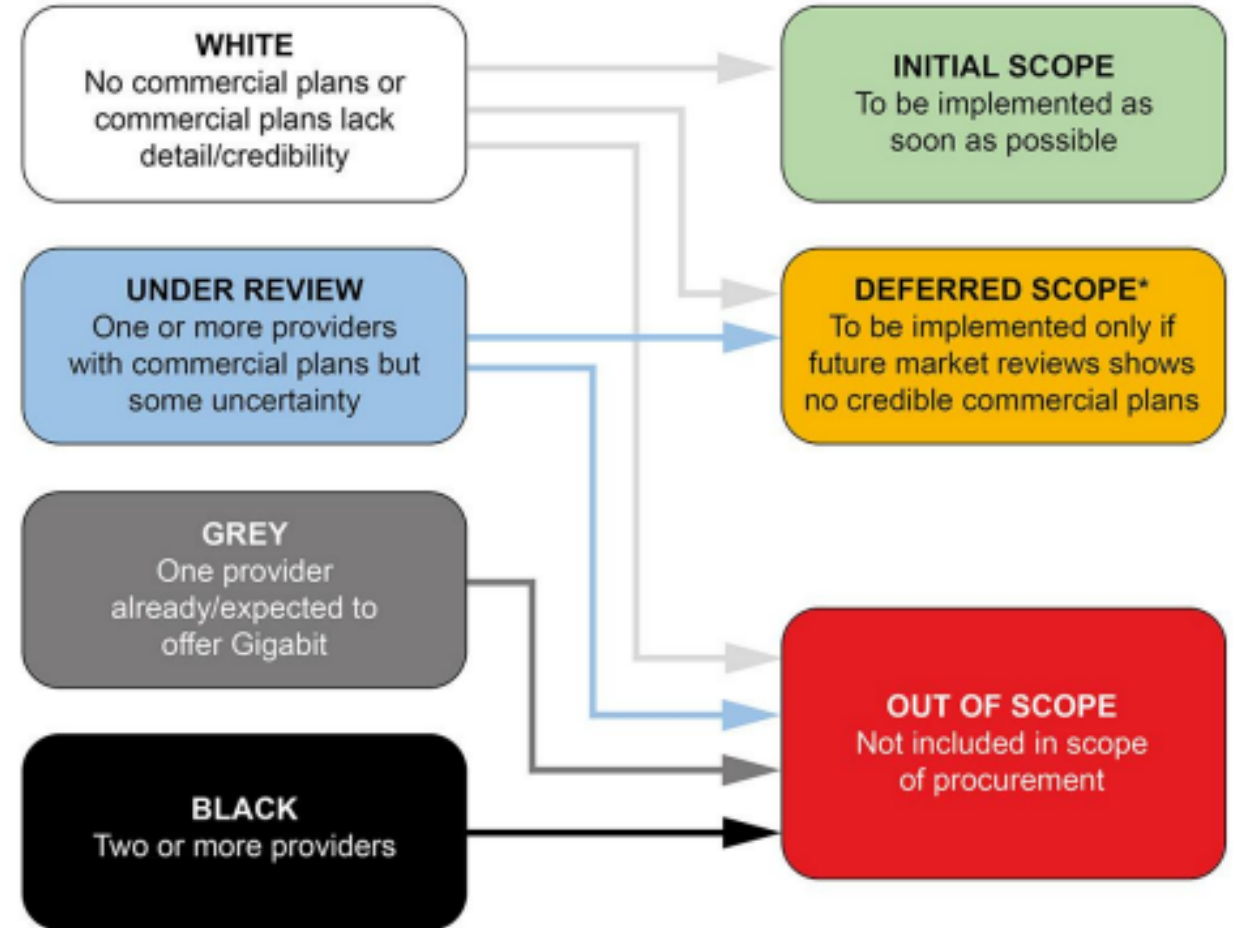 WHITE
No commercial plans or
commercial plans lack
detail/credibility
INITIAL SCOPE
To be implemented as
soon as possible
UNDER REVIEW
One or more providers
with commercial plans but
some uncertainty
DEFERRED SCOPE*
To be implemented only if
future market reviews shows
no credible commercial plans
GREY
One provider
already/expected to
offer Gigabit
OUT OF SCOPE
Not included in scope
of procurement
BLACK
Two or more providers